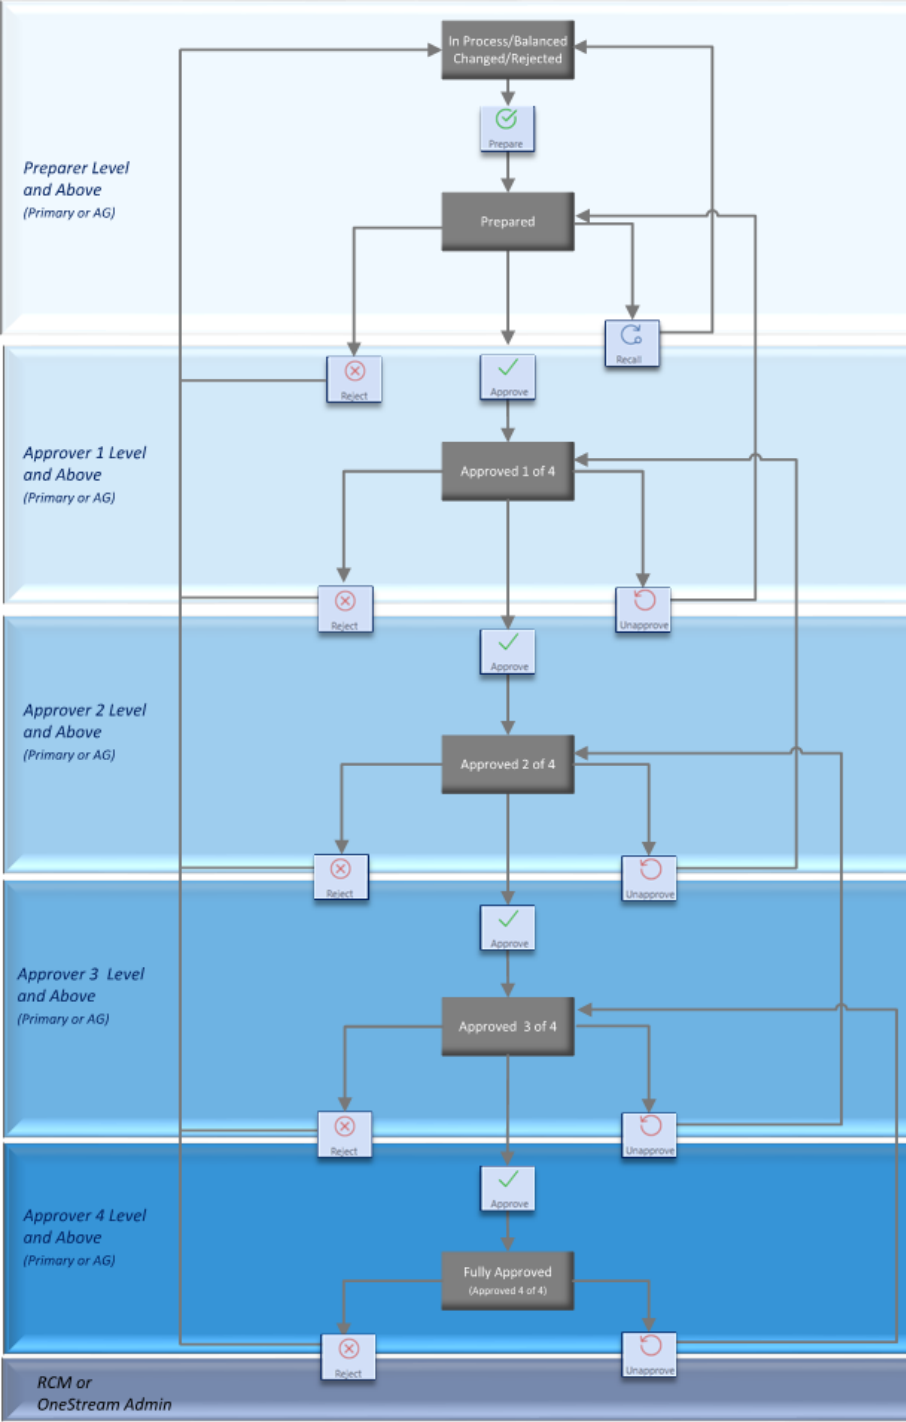 In Process/Balanced
Changed/Rejected
Prepare
Preparer Level
and Above
(Primary or AG)
Prepared
Recall
Reject
Approve
Approver 1 Level
and Above
(Primary or AG)
Approved 1 of 4
Reject
Unapprove
Approve
Approver 2 Level
and Above
(Primary or AG)
Approved 2 of 4
Reject
Unapprove
Approve
Approver 3  Level
and Above
(Primary or AG)
Approved  3 of 4
Reject
Unapprove
Approve
Approver 4 Level
and Above
(Primary or AG)
Fully Approved
(Approved 4 of 4)
Reject
Unapprove
RCM or
OneStream Admin